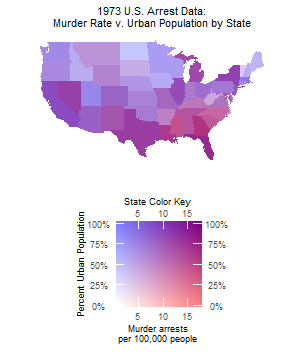 1973 U.S. Arrest Data:
Murder Rate v. Urban Population by State
State Color Key
5 10 15
100% 100%
75% 75%
50% 50%
25% 25%
0% 0%
Percent Urban Population
5 10 15
Murder arrests
per 100,000 people